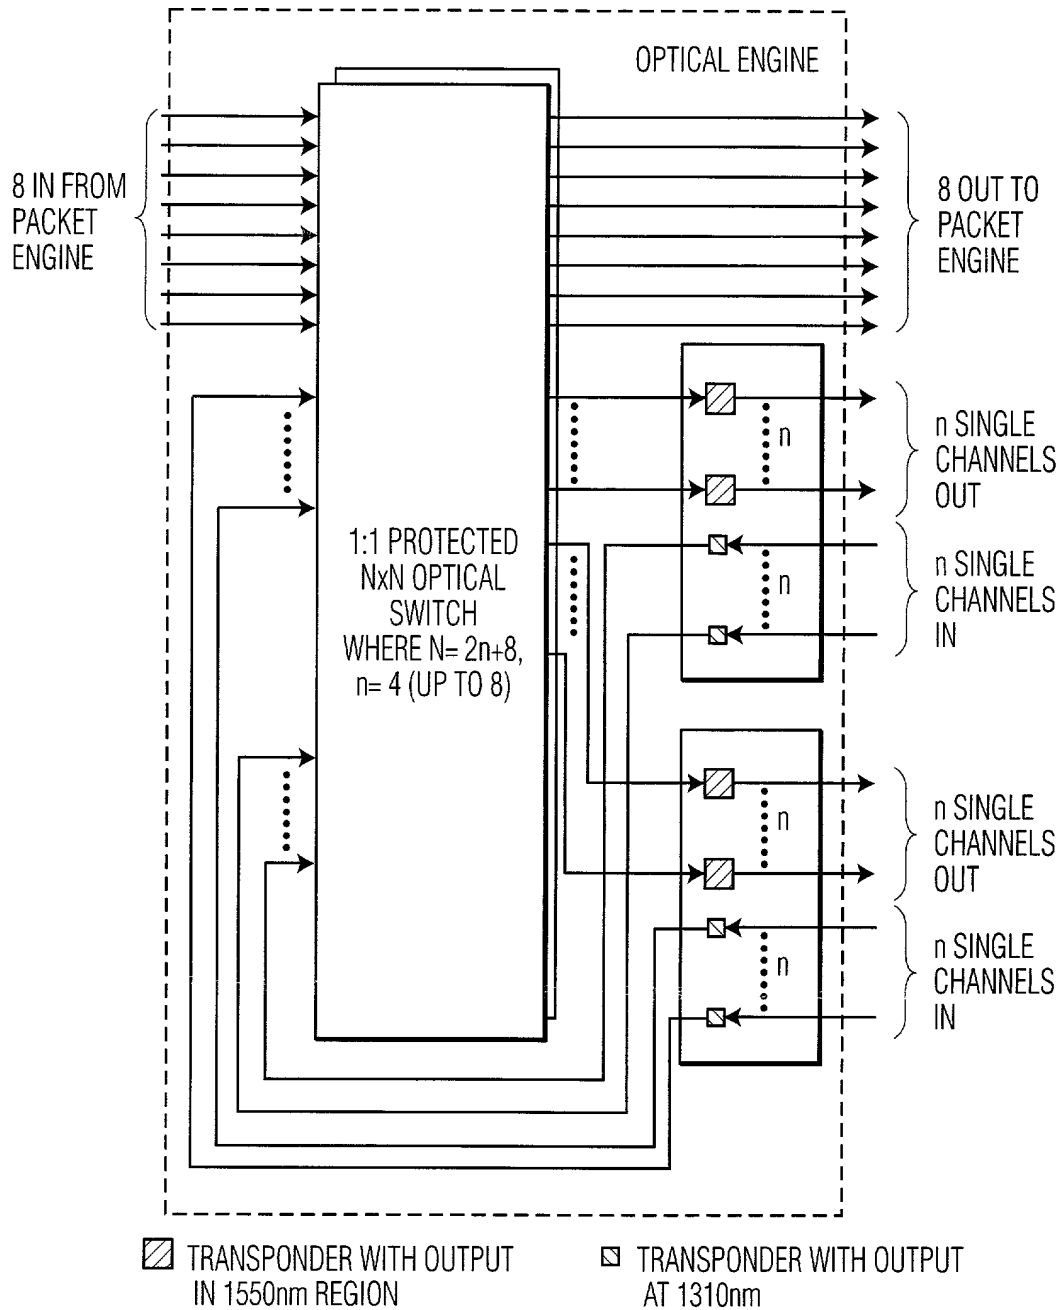 OPTICAL ENGINE
8 IN FROM
PACKET
ENGINE
8 OUT TO
PACKET
ENGINE
1:1 PROTECTED
NxN OPTICAL
SWITCH
WHERE N= 2n+8,
n= 4 (UP TO 8)
n
n SINGLE
CHANNELS
OUT
n
n SINGLE
CHANNELS
IN
n
n SINGLE
CHANNELS
OUT
n
n SINGLE
CHANNELS
IN
TRANSPONDER WITH OUTPUT
IN 1550nm REGION
TRANSPONDER WITH OUTPUT
AT 1310nm